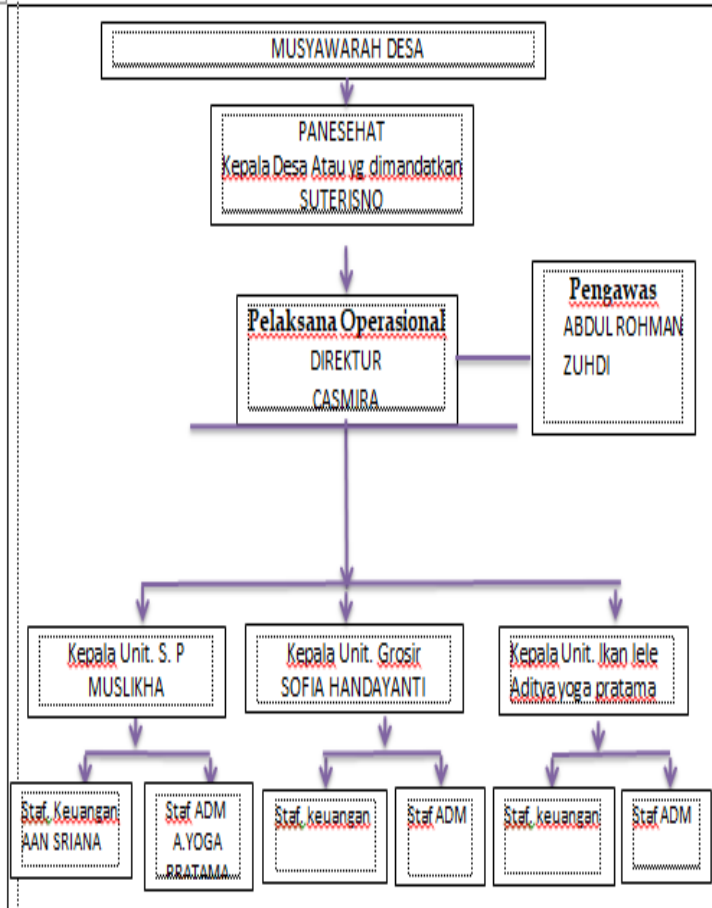 MUSYAWARAH DESA
PANESEHAT
Kepala Desa Atau yg dimandatkan
SUTERISNO
Pelaksana Operasional
DIREKTUR
CASMIRA
Pengawas
ABDUL ROHMAN
ZUHDI
Kepala Unit. S. P
MUSLIKHA
Kepala Unit. Grosir
SOFIA HANDAYANTI
Kepala Unit. Ikan lele
Aditya yoga pratama
Staf. Keuangan
AAN SRIANA
Staf ADM
A.YOGA
PRATAMA
Staf. keuangan
Staf ADM
Staf. keuangan
Staf ADM